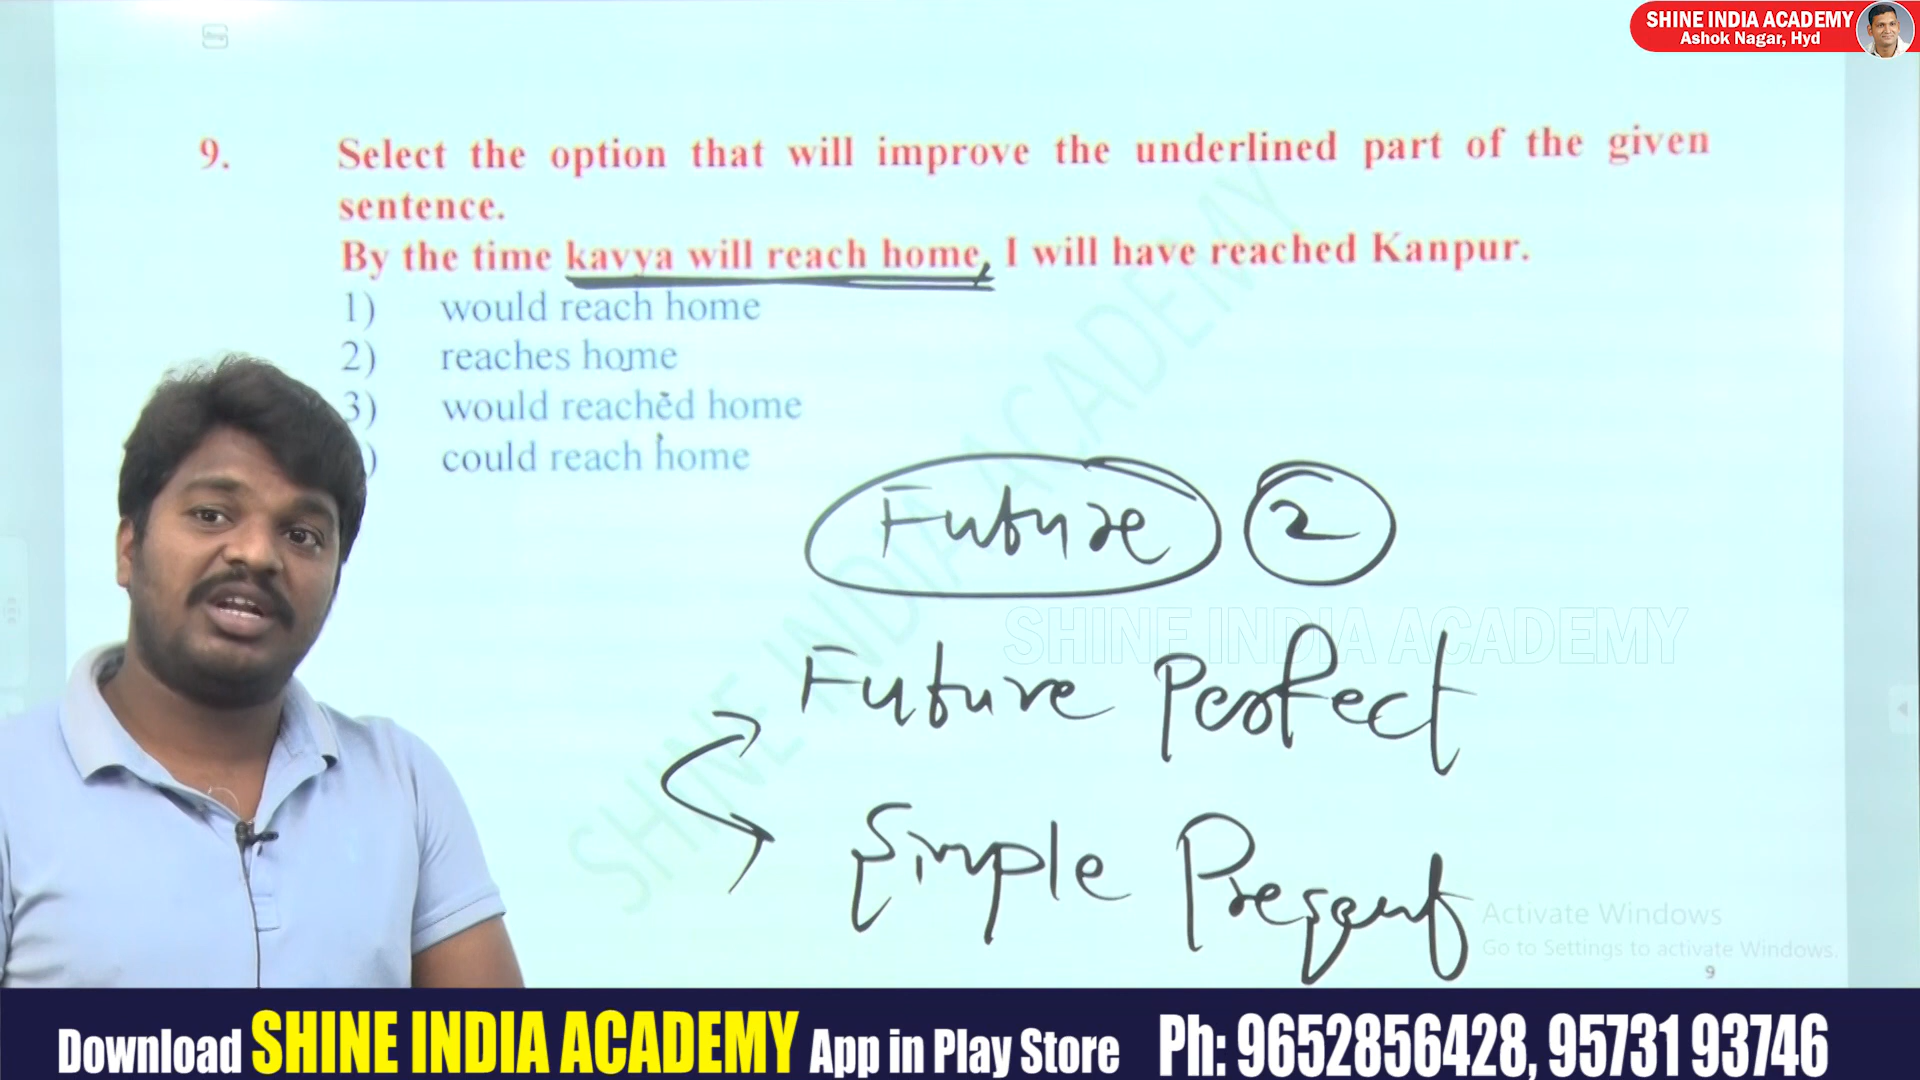 SHINE INDIA ACADEMY
Ashok Nagar, Hyd
9. Select the option that will improve the underlined part of the given
sentence.
By the time kavya will reach home, I will have reached Kanpur.
1) would reach home
2) reaches home
3) would reached home
) could reach home
Future 2
SHINE INDIA ACADEMY
SHINE INDIA ACADEMY
Future Perfect
Simple Present
Activate Windows
Go to Settings to activate Windows.
9
Download SHINE INDIA ACADEMY App in Play Store Ph: 9652856428, 95731 93746